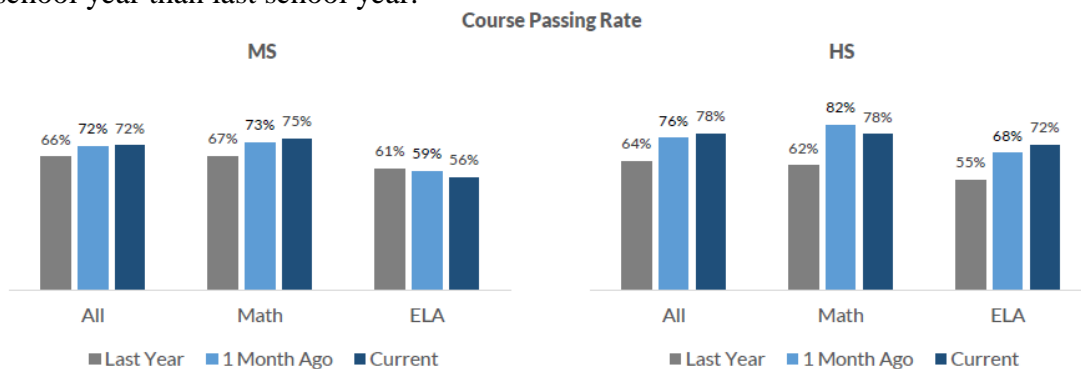 school year than last school year.
Course Passing Rate
MS
66% 72% 72% 67% 73% 75% 61% 59% 56%
All Math ELA
Last Year 1 Month Ago Current
HS
64% 76% 78% 62% 82% 78% 55% 68% 72%
All Math ELA
Last Year 1 Month Ago Current